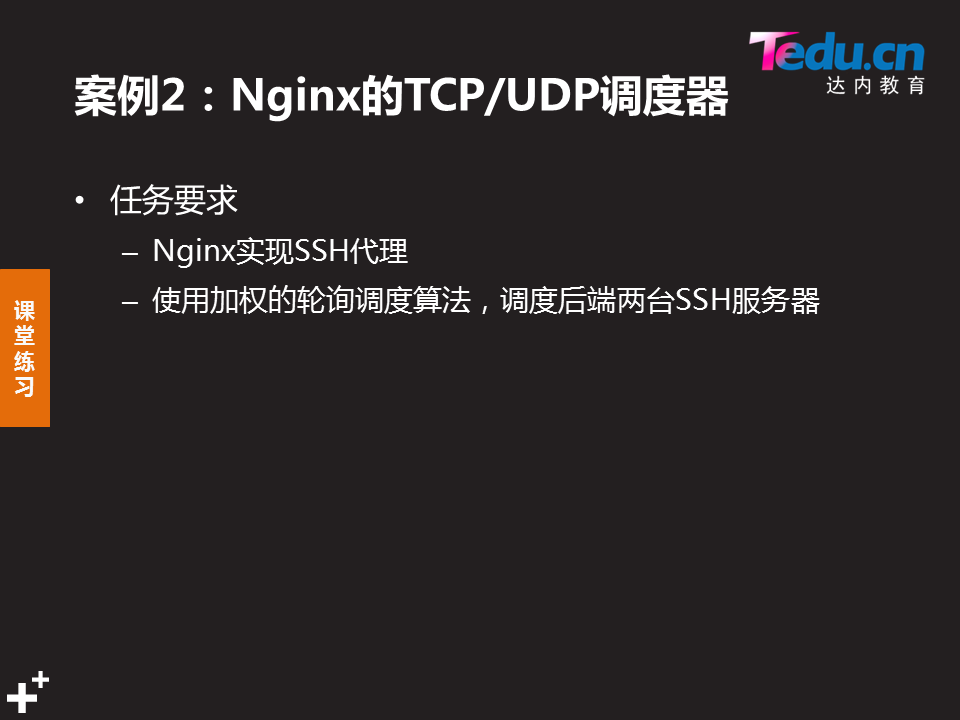 Tedu.cn
达内教育
案例2：Nginx的TCP/UDP调度器
• 任务要求
– Nginx实现SSH代理
– 使用加权的轮询调度算法，调度后端两台SSH服务器
课堂练习